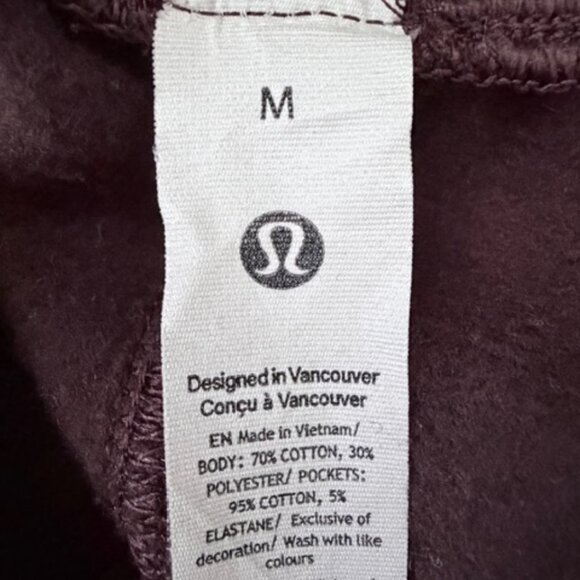 M
Designed in Vancouver
Conçu à Vancouver
EN Made in Vietnam/
BODY: 70% COTTON, 30%
POLYESTER/ POCKETS:
95% COTTON, 5%
ELASTANE/ Exclusive of
decoration/ Wash with like
colours